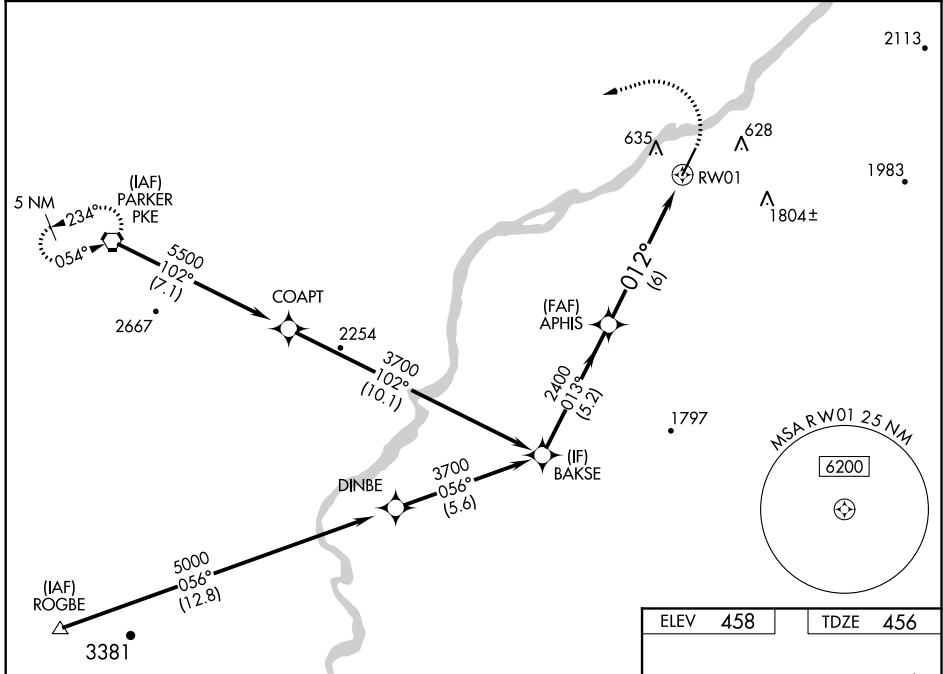 2113
635
628
1983
RW01
1804±
(IAF)
PARKER
PKE
5 NM
234°
054°
5500
102°
(7.1)
COAPT
2667
2254
3700
102°
(10.1)
012°
(6)
(FAF)
APHIS
2400
013°
(5.2)
1797
MSA RW01 25 NM
6200
(IF)
BAKSE
DINBE
3700
056°
(5.6)
5000
056°
(12.8)
(IAF)
ROGBE
3381
ELEV 458
TDZE 456